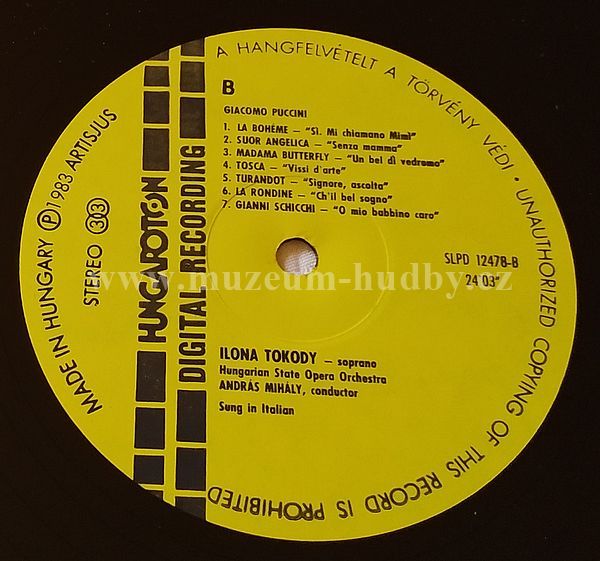 A HANGFELVÉTELT A TÖRVÉNY VÉDI • UNAUTHORIZED COPYING OF THIS RECORD IS PROHIBITED
MADE IN HUNGARY Ⓟ 1983 ARTISJUS
STEREO 33
HUNGAROTON
DIGITAL RECORDING
B
GIACOMO PUCCINI
1. LA BOHÉME — "Sì. Mi chiamano Mimì"
2. SUOR ANGELICA — "Senza mamma"
3. MADAMA BUTTERFLY — "Un bel dì vedremo"
4. TOSCA — "Vissi d'arte"
5. TURANDOT — "Signore, ascolta"
6. LA RONDINE — "Ch'il bel sogno"
7. GIANNI SCHICCHI — "O mio babbino caro"
SLPD 12478-B
24'03"
www.muzeum-hudby.cz
ILONA TOKODY — soprano
Hungarian State Opera Orchestra
ANDRÁS MIHÁLY, conductor
Sung in Italian